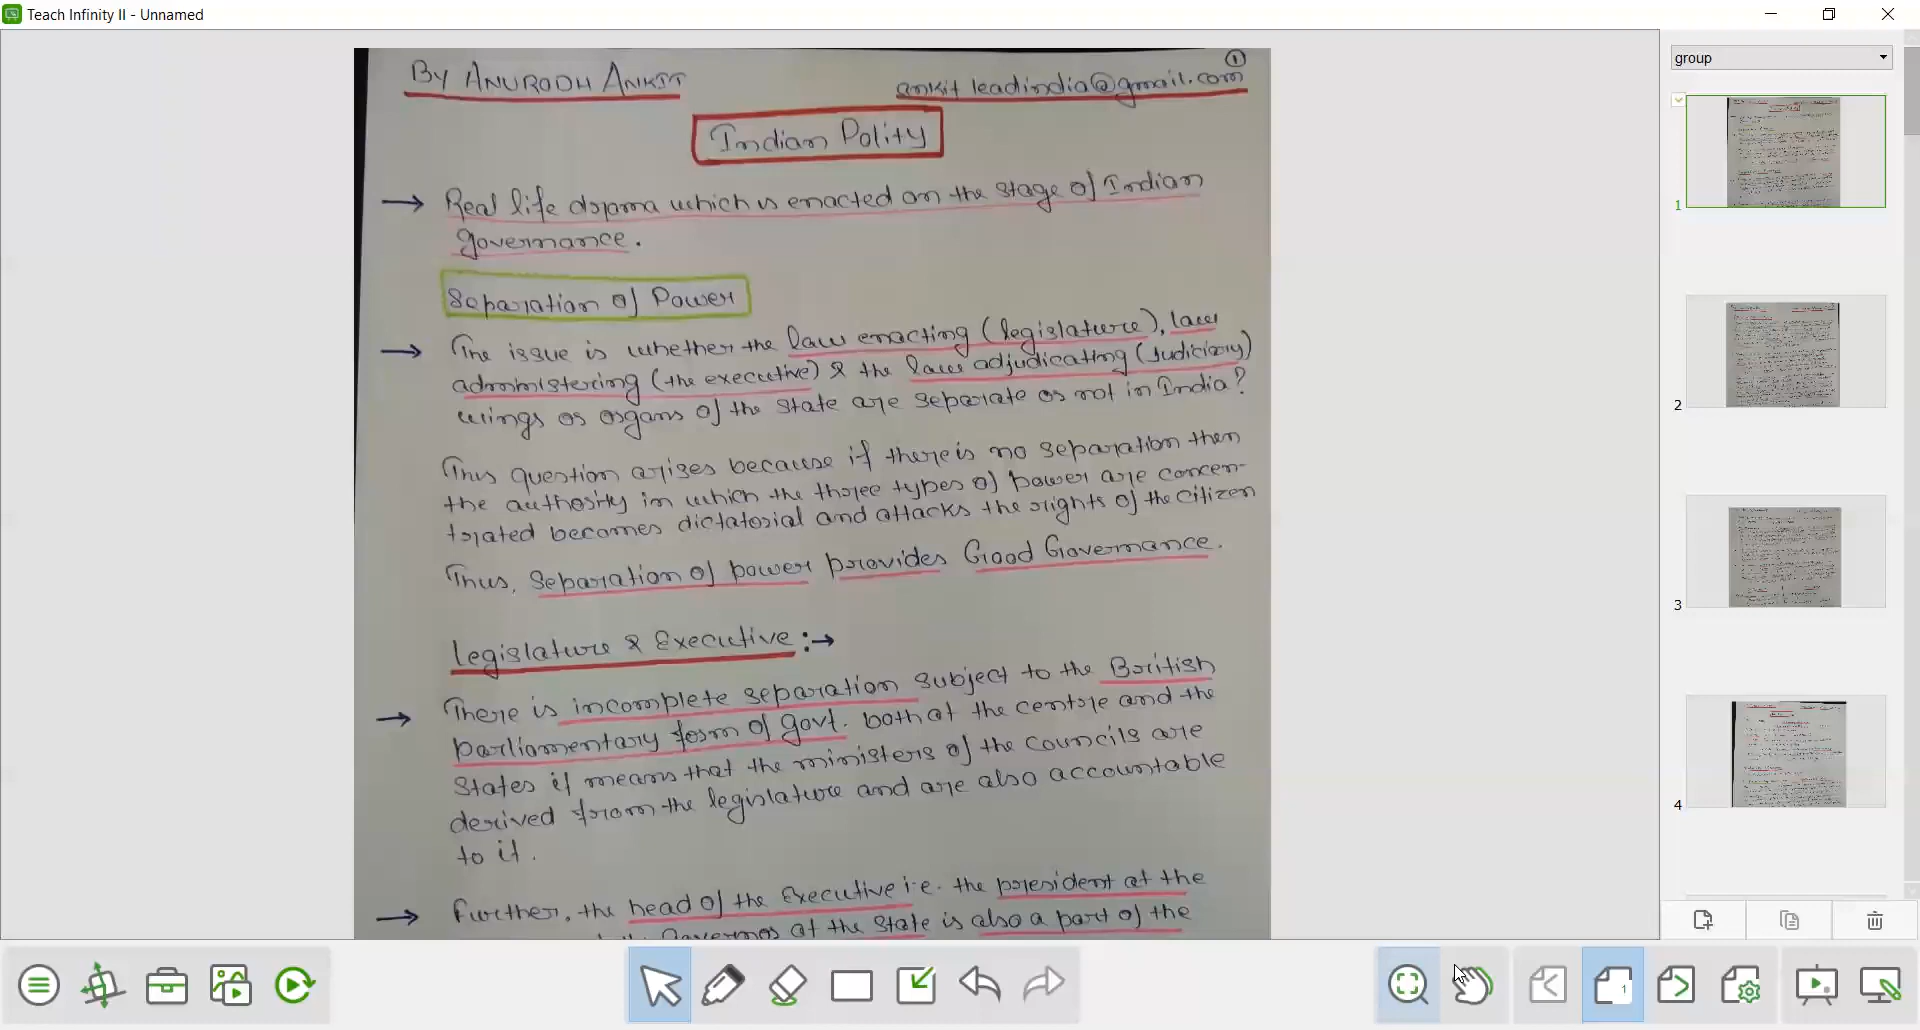 Teach Infinity II - Unnamed
group
By ANURODH ANKIT
ankit leadindia@gmail.com
1
Indian Polity
→ Real life drama which is enacted on the stage of Indian
governance.
Separation of Power
→ The issue is whether the law enacting (legislature), law
administering (the executive) & the law adjudicating (Judiciary)
wings or organs of the State are separate or not in India?
This question arises because if there is no separation then
the authority in which the three types of power are concen-
trated becomes dictatorial and attacks the rights of the citizen
Thus, Separation of power provides Good Governance.
Legislature & Executive :→
→ There is incomplete separation subject to the British
parliamentary form of govt. both at the centre and the
States it means that the ministers of the councils are
derived from the legislature and are also accountable
to it.
→ Further, the head of the Executive i.e. the president at the
Governor of the State is also a part of the
1
2
3
4
1